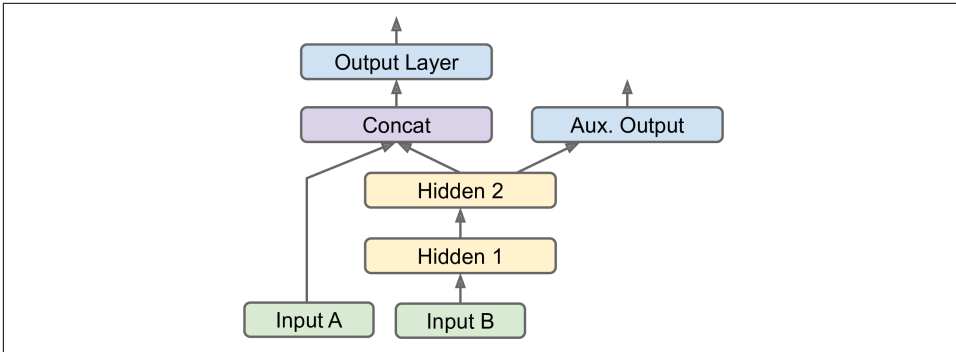 Output Layer
Concat
Aux. Output
Hidden 2
Hidden 1
Input A
Input B